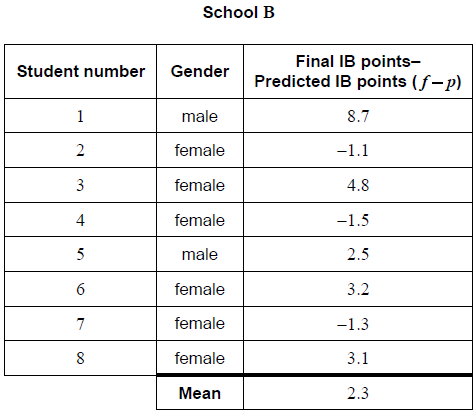 School B
Student number Gender Final IB points–
Predicted IB points (f – p)
1 male 8.7
2 female –1.1
3 female 4.8
4 female –1.5
5 male 2.5
6 female 3.2
7 female –1.3
8 female 3.1
Mean 2.3